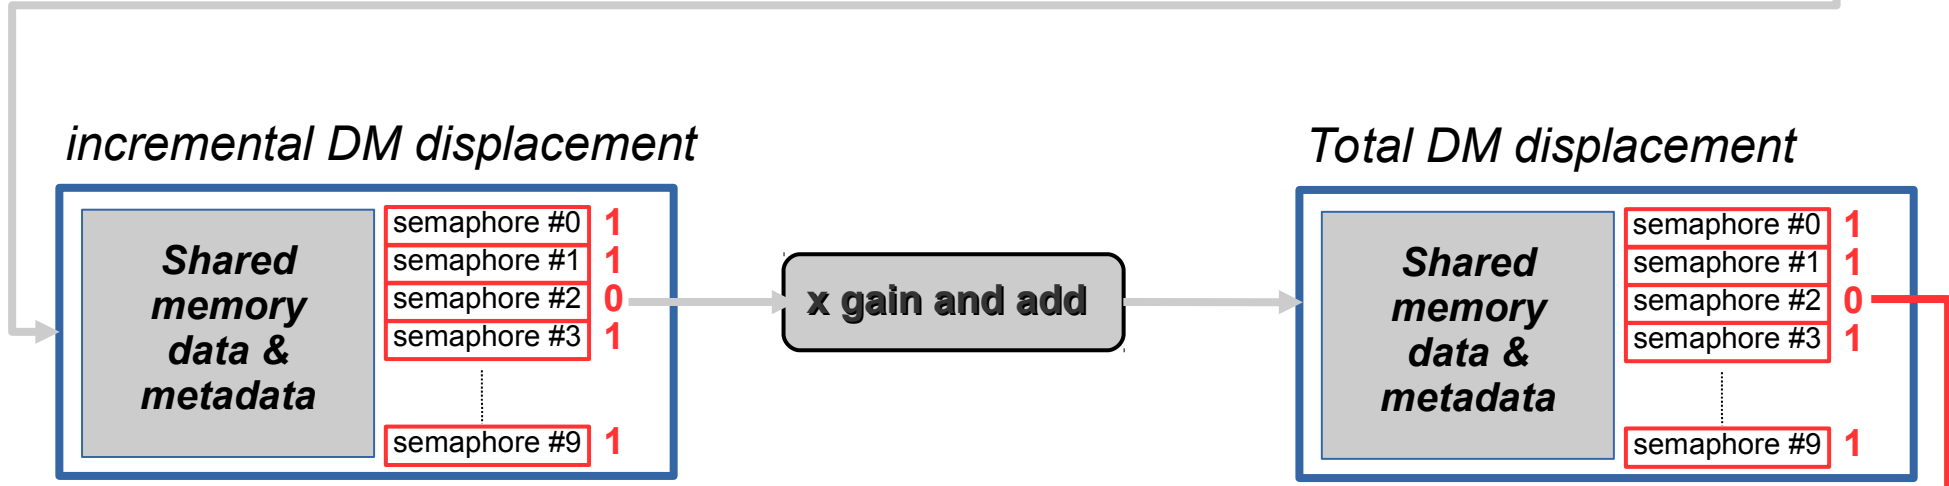 incremental DM displacement
Shared
memory
data &
metadata
semaphore #0 1
semaphore #1 1
semaphore #2 0
semaphore #3 1
semaphore #9 1
x gain and add
Total DM displacement
Shared
memory
data &
metadata
semaphore #0 1
semaphore #1 1
semaphore #2 0
semaphore #3 1
semaphore #9 1